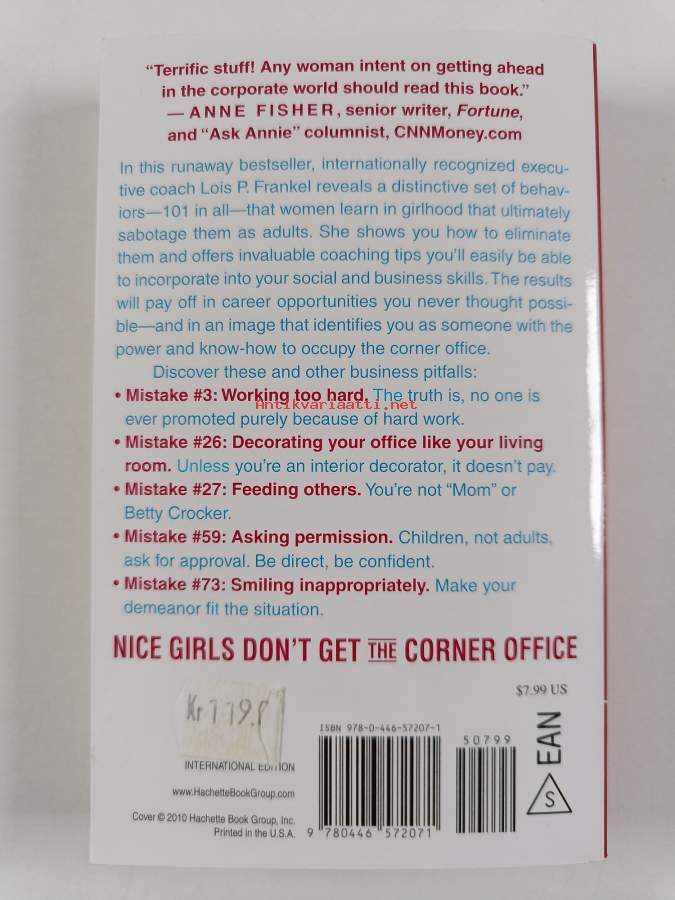 “Terrific stuff! Any woman intent on getting ahead
in the corporate world should read this book.”
— ANNE FISHER, senior writer, Fortune,
and “Ask Annie” columnist, CNNMoney.com
In this runaway bestseller, internationally recognized execu-
tive coach Lois P. Frankel reveals a distinctive set of behav-
iors—101 in all—that women learn in girlhood that ultimately
sabotage them as adults. She shows you how to eliminate
them and offers invaluable coaching tips you’ll easily be able
to incorporate into your social and business skills. The results
will pay off in career opportunities you never thought possi-
ble—and in an image that identifies you as someone with the
power and know-how to occupy the corner office.
Discover these and other business pitfalls:
• Mistake #3: Working too hard. The truth is, no one is
Antikvariaatti.net
ever promoted purely because of hard work.
• Mistake #26: Decorating your office like your living
room. Unless you’re an interior decorator, it doesn’t pay.
• Mistake #27: Feeding others. You’re not “Mom” or
Betty Crocker.
• Mistake #59: Asking permission. Children, not adults,
ask for approval. Be direct, be confident.
• Mistake #73: Smiling inappropriately. Make your
demeanor fit the situation.
NICE GIRLS DON’T GET THE CORNER OFFICE
$7.99 US
Kr 119.
INTERNATIONAL EDITION
www.HachetteBookGroup.com
Cover © 2010 Hachette Book Group, Inc.
Printed in the U.S.A.
ISBN 978-0-446-57207-1
9 780446 572071
50799
EAN
S